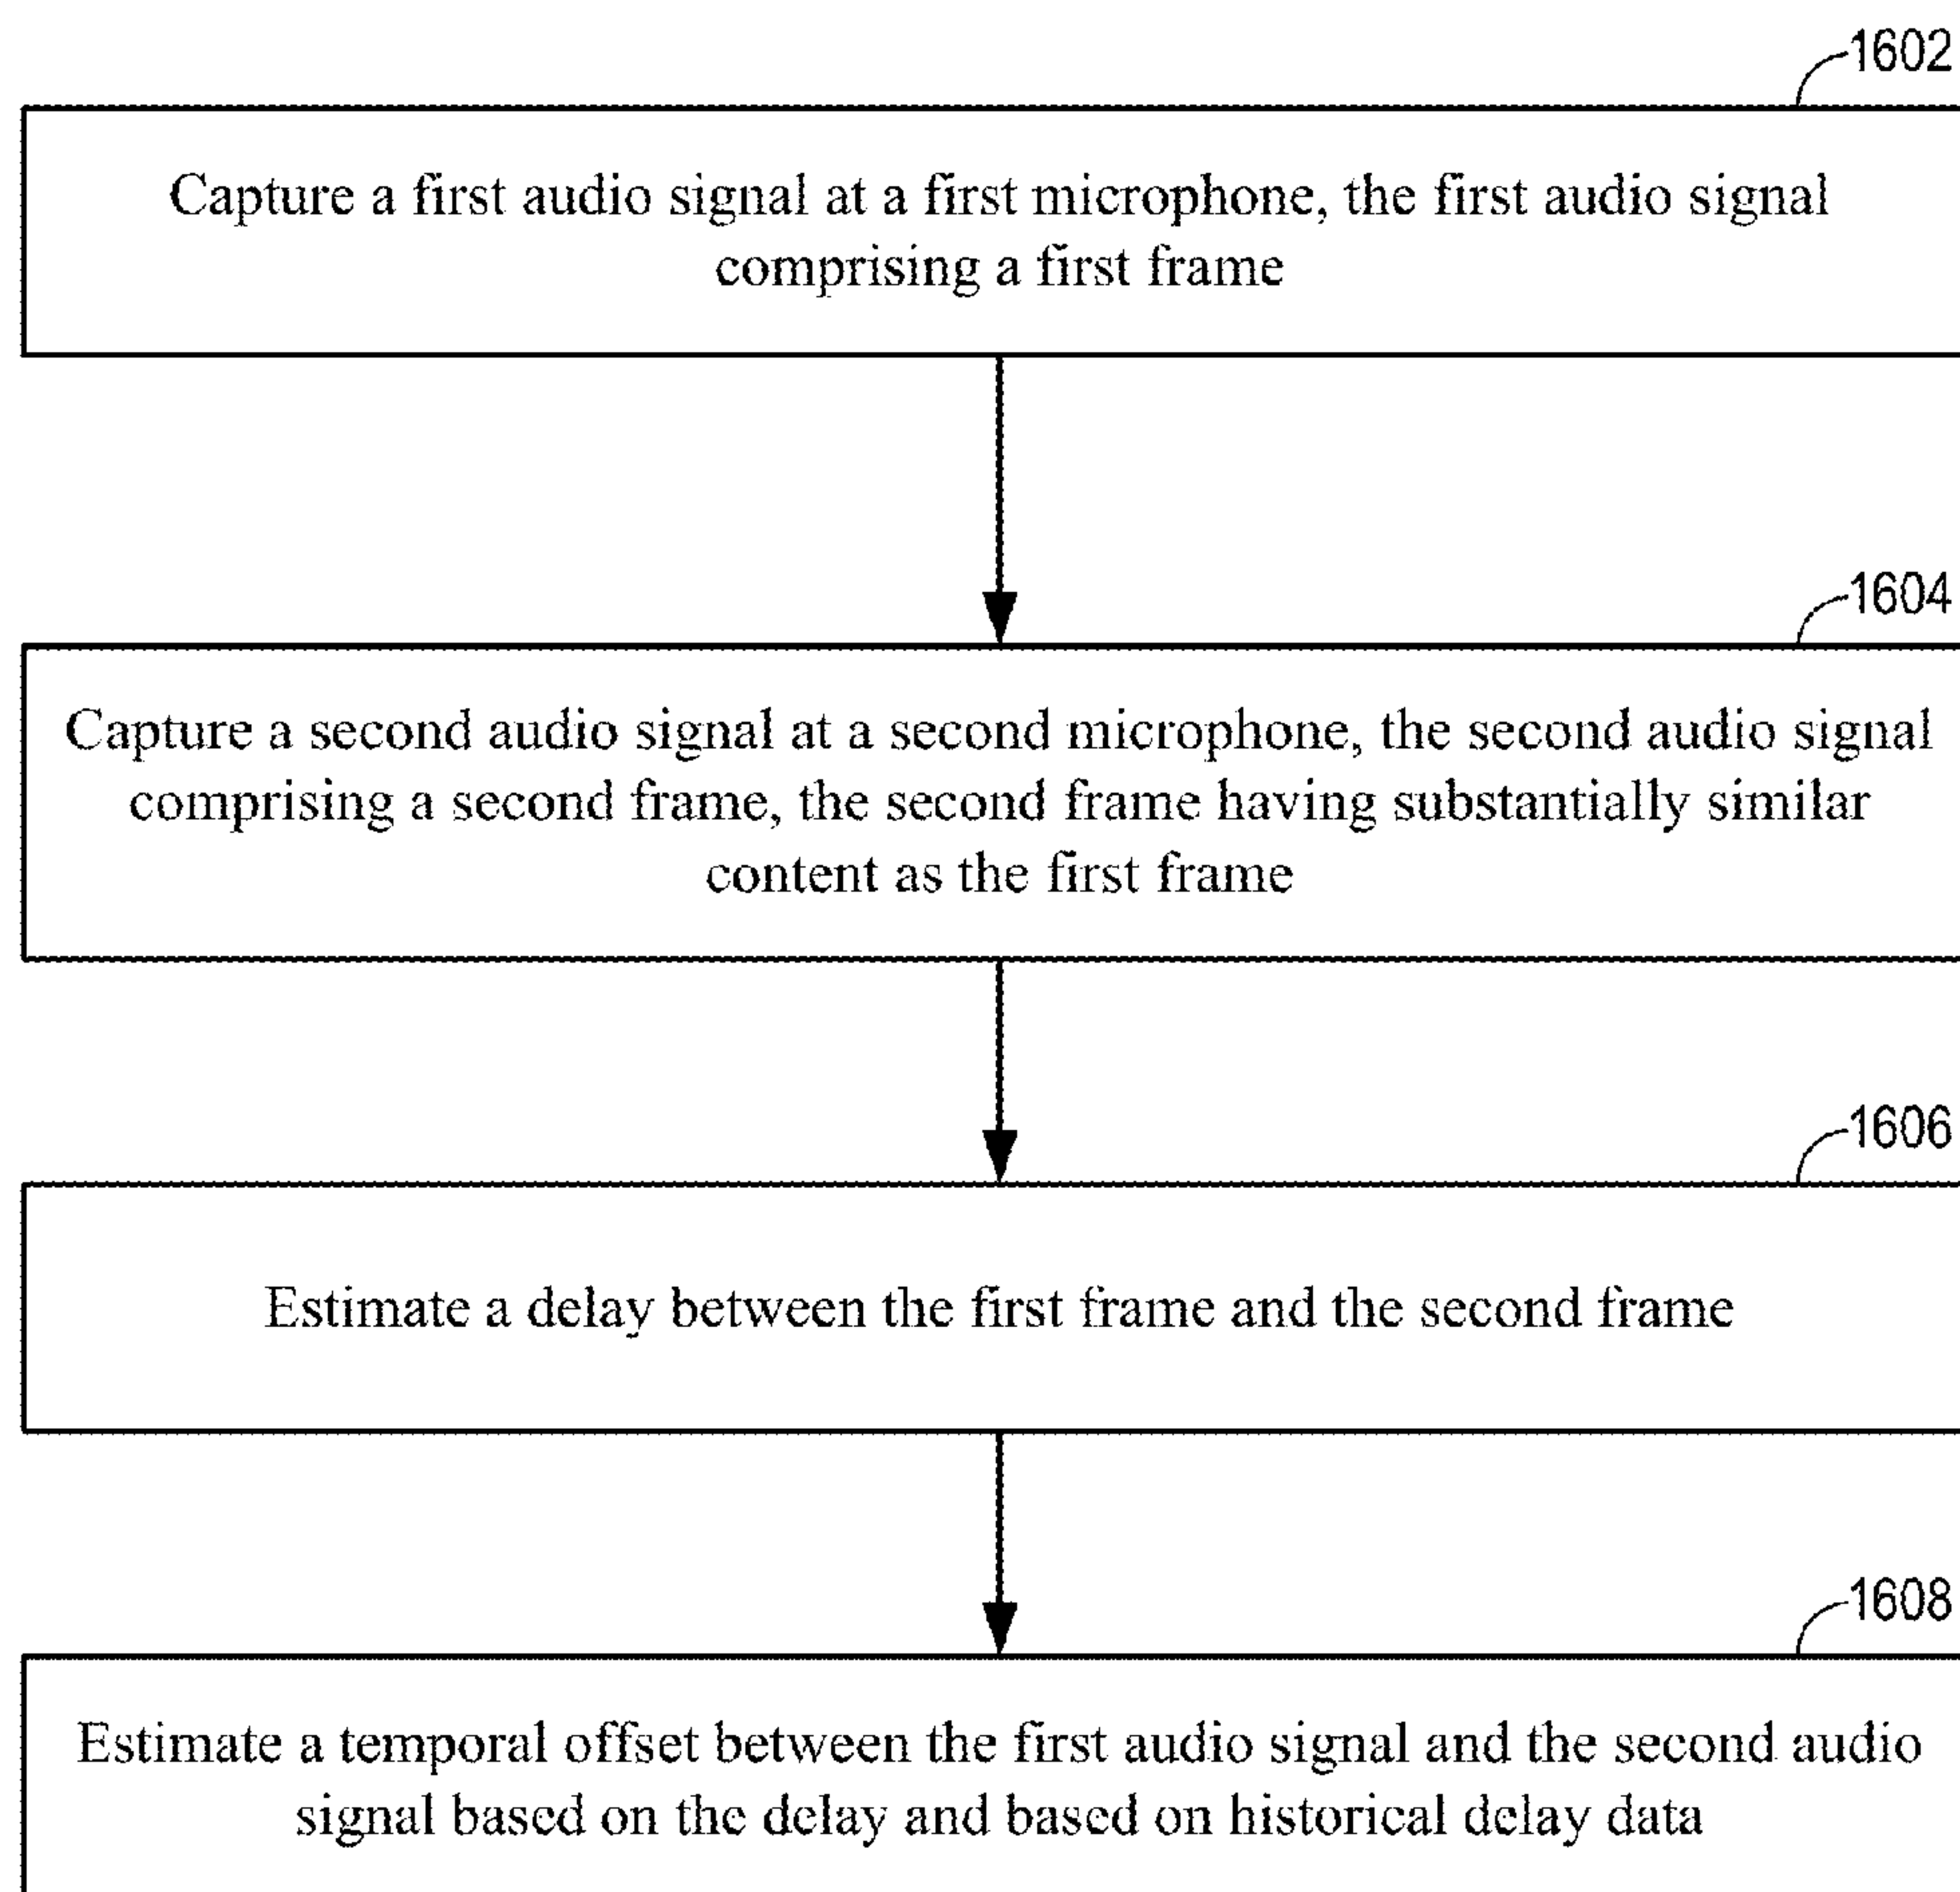 1602
Capture a first audio signal at a first microphone, the first audio signal
comprising a first frame
1604
Capture a second audio signal at a second microphone, the second audio signal
comprising a second frame, the second frame having substantially similar
content as the first frame
1606
Estimate a delay between the first frame and the second frame
1608
Estimate a temporal offset between the first audio signal and the second audio
signal based on the delay and based on historical delay data